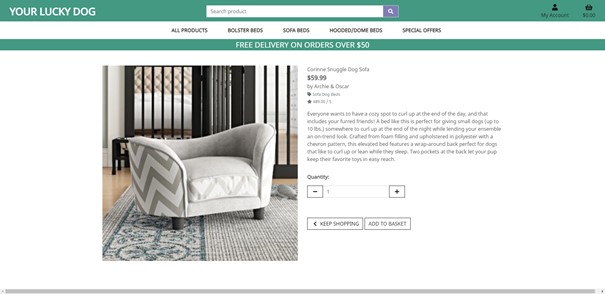 YOUR LUCKY DOG
Search product
My Account
$0.00
ALL PRODUCTS
BOLSTER BEDS
SOFA BEDS
HOODED/DOME BEDS
SPECIAL OFFERS
FREE DELIVERY ON ORDERS OVER $50
Corinne Snuggle Dog Sofa
$59.99
by Archie & Oscar
Sofa Dog Beds
Everyone wants to have a cozy spot to curl up at the end of the day, and that
includes your furred friends! A bed like this is perfect for giving small dogs (up to
10 lbs.) somewhere to curl up at the end of the night while lending your ensemble
an on-trend look. Crafted from foam filling and upholstered in polyester with a
chevron pattern, this elevated bed features a wrap-around back perfect for dogs
that like to curl up or lean while they sleep. Two pockets at the back let your pup
keep their favorite toys in easy reach.
Quantity:
1
KEEP SHOPPING
ADD TO BASKET